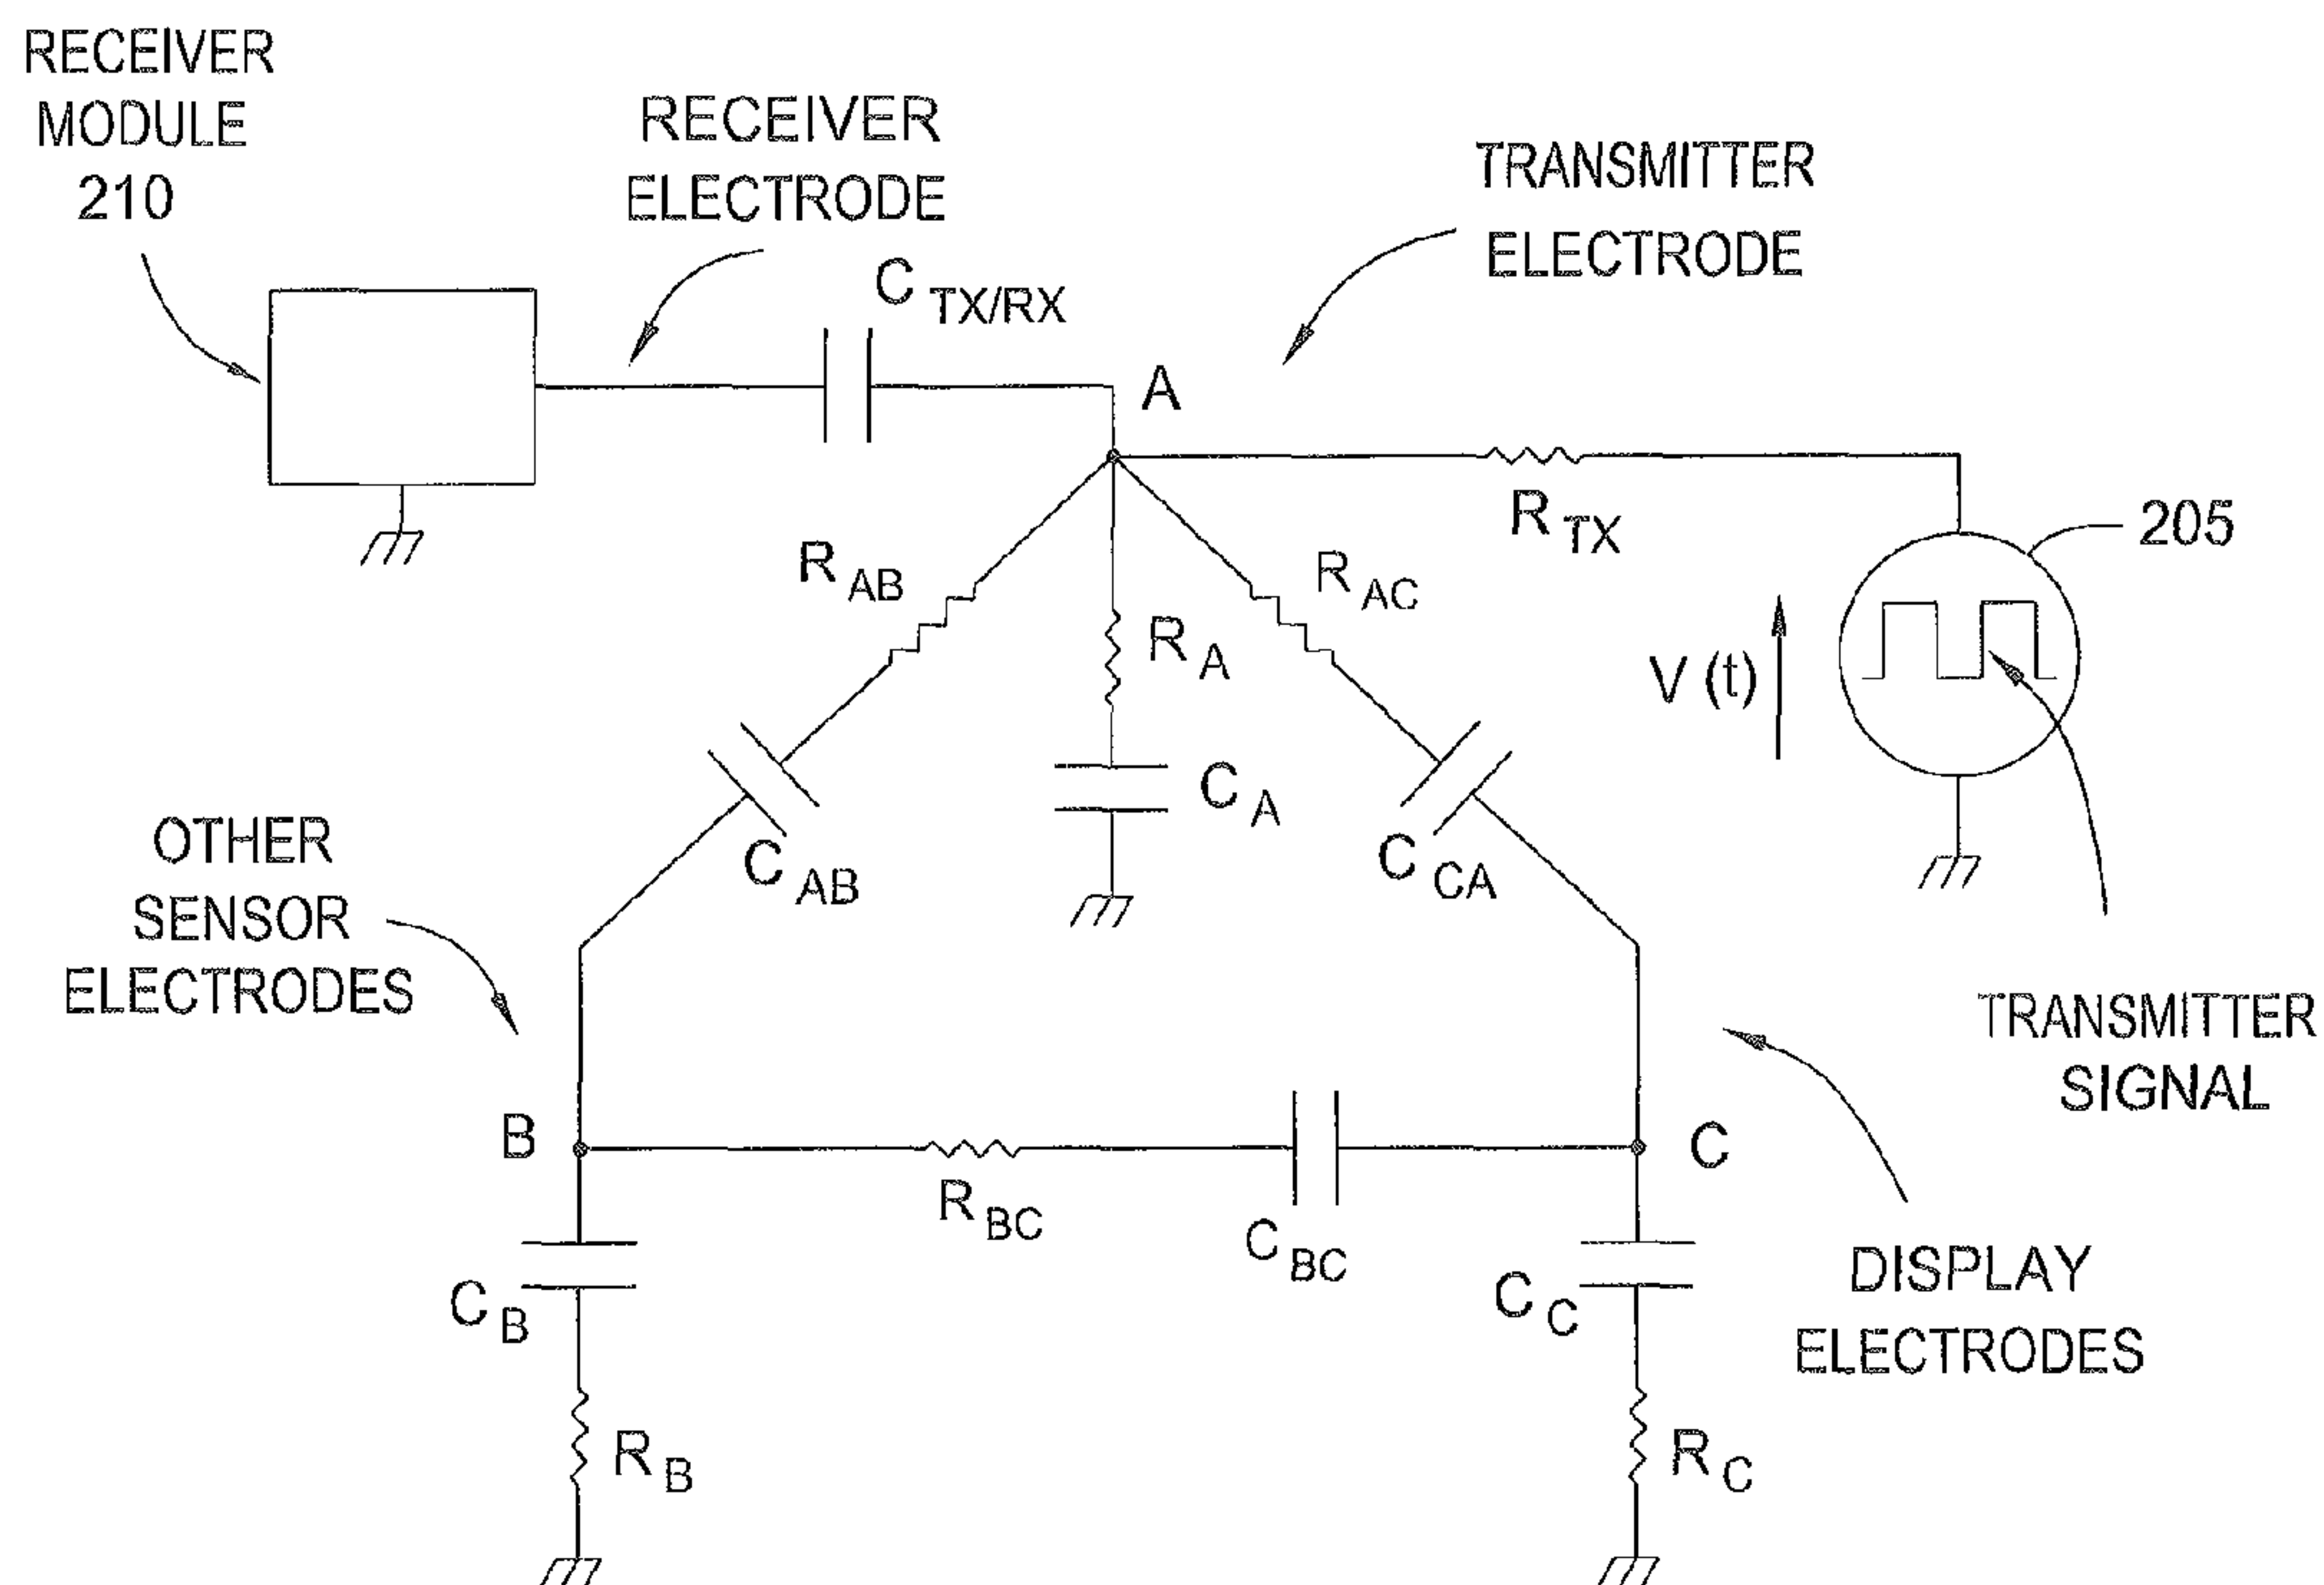 RECEIVER
MODULE
210
RECEIVER
ELECTRODE
C TX/RX
TRANSMITTER
ELECTRODE
A
R TX
205
R AB
R A
R AC
V (t)
C AB
C A
C CA
OTHER
SENSOR
ELECTRODES
TRANSMITTER
SIGNAL
B
R BC
C BC
C
C B
C C
DISPLAY
ELECTRODES
R B
R C